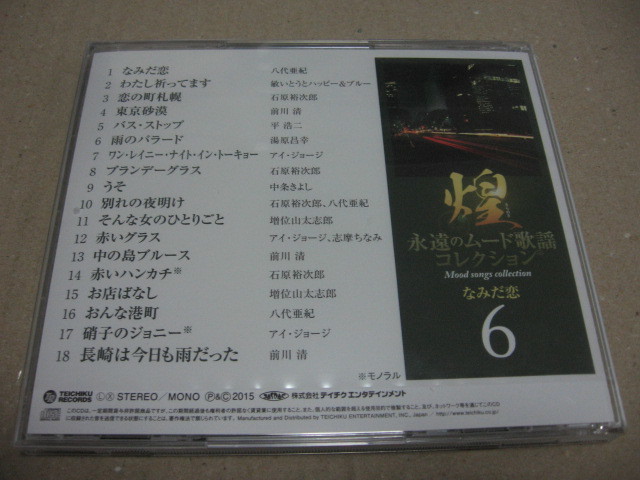 1 なみだ恋 八代亜紀
2 わたし祈ってます 敏いとうとハッピー&ブルー
3 恋の町札幌 石原裕次郎
4 東京砂漠 前川 清
5 バス・ストップ 平 浩二
6 雨のバラード 湯原昌幸
7 ワン・レイニー・ナイト・イン・トーキョー アイ・ジョージ
8 ブランデーグラス 石原裕次郎
9 うそ 中条きよし
※
10 別れの夜明け 石原裕次郎、八代亜紀
11 そんな女のひとりごと 増位山太志郎
12 赤いグラス アイ・ジョージ、志摩ちなみ
13 中の島ブルース 前川 清
14 赤いハンカチ※ 石原裕次郎
15 お店ばなし 増位山太志郎
16 おんな港町 八代亜紀
17 硝子のジョニー※ アイ・ジョージ
18 長崎は今日も雨だった 前川 清
※モノラル
煌
永遠のムード歌謡
コレクション
Mood songs collection
なみだ恋
6
TEICHIKU RECORDS
STEREO/MONO Ⓟ&Ⓒ2015 株式会社テイチクエンタテインメント
Manufactured and Distributed by TEICHIKU ENTERTAINMENT, INC., Japan / http://www.teichiku.co.jp/